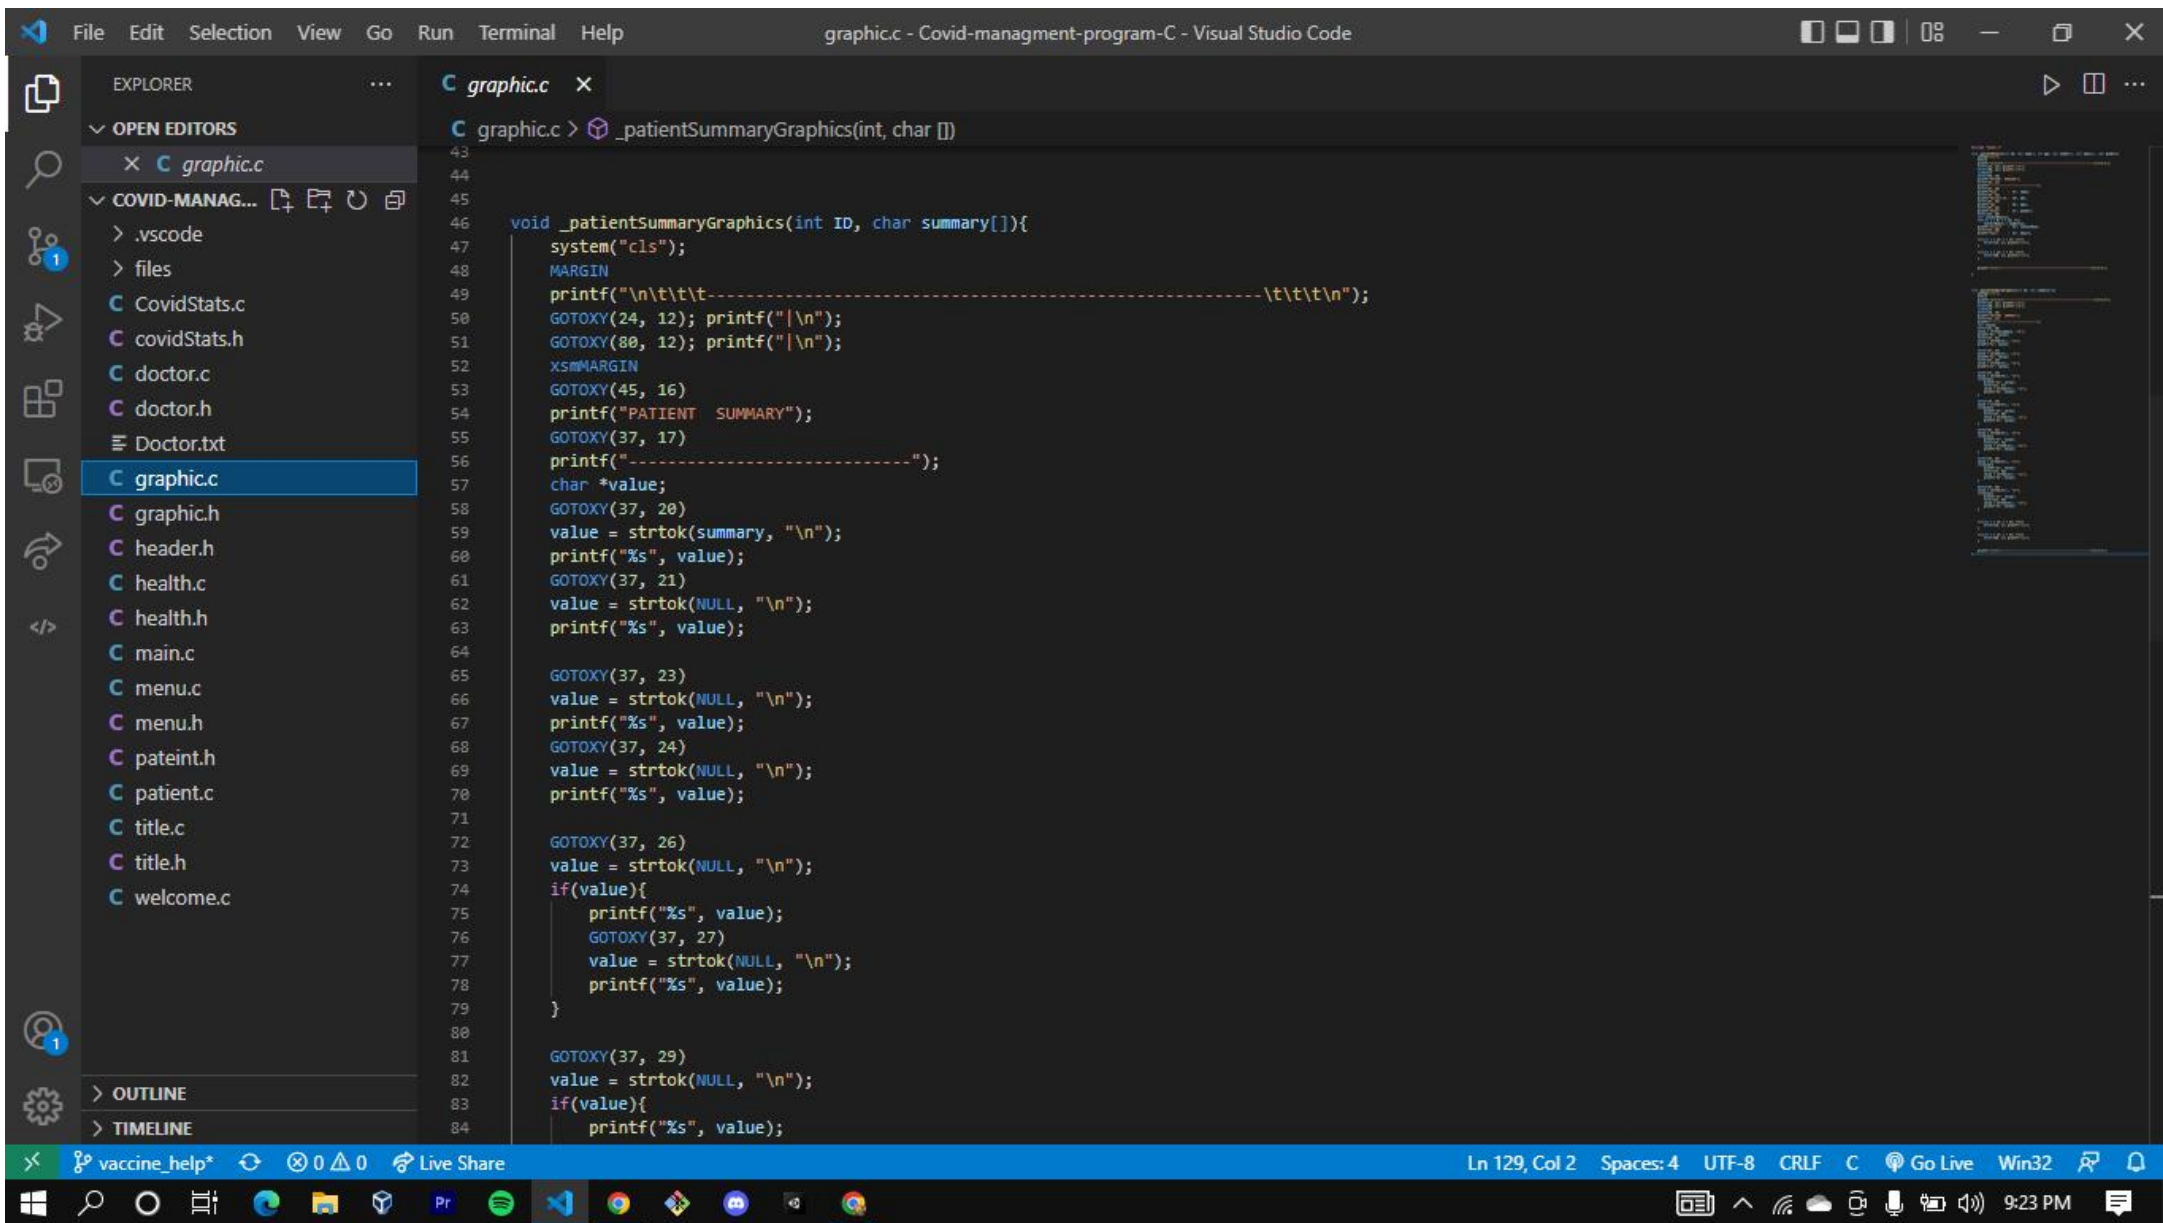 File Edit Selection View Go Run Terminal Help
graphic.c - Covid-managment-program-C - Visual Studio Code
EXPLORER
OPEN EDITORS
C graphic.c
COVID-MANAG...
.vscode
files
C CovidStats.c
C covidStats.h
C doctor.c
C doctor.h
Doctor.txt
C graphic.c
C graphic.h
C header.h
C health.c
C health.h
C main.c
C menu.c
C menu.h
C pateint.h
C patient.c
C title.c
C title.h
C welcome.c
OUTLINE
TIMELINE
C graphic.c
C graphic.c > _patientSummaryGraphics(int, char [])
43
44
45
46 void _patientSummaryGraphics(int ID, char summary[]){
47 system("cls");
48 MARGIN
49 printf("\n\t\t\t---------------------------------------------------------\t\t\t\n");
50 GOTOXY(24, 12); printf("|\n");
51 GOTOXY(80, 12); printf("|\n");
52 xsmMARGIN
53 GOTOXY(45, 16)
54 printf("PATIENT  SUMMARY");
55 GOTOXY(37, 17)
56 printf("-----------------------------");
57 char *value;
58 GOTOXY(37, 20)
59 value = strtok(summary, "\n");
60 printf("%s", value);
61 GOTOXY(37, 21)
62 value = strtok(NULL, "\n");
63 printf("%s", value);
64
65 GOTOXY(37, 23)
66 value = strtok(NULL, "\n");
67 printf("%s", value);
68 GOTOXY(37, 24)
69 value = strtok(NULL, "\n");
70 printf("%s", value);
71
72 GOTOXY(37, 26)
73 value = strtok(NULL, "\n");
74 if(value){
75 printf("%s", value);
76 GOTOXY(37, 27)
77 value = strtok(NULL, "\n");
78 printf("%s", value);
79 }
80
81 GOTOXY(37, 29)
82 value = strtok(NULL, "\n");
83 if(value){
84 printf("%s", value);
1
1
vaccine_help* 0 0 Live Share
Ln 129, Col 2 Spaces: 4 UTF-8 CRLF C Go Live Win32
Pr
9:23 PM